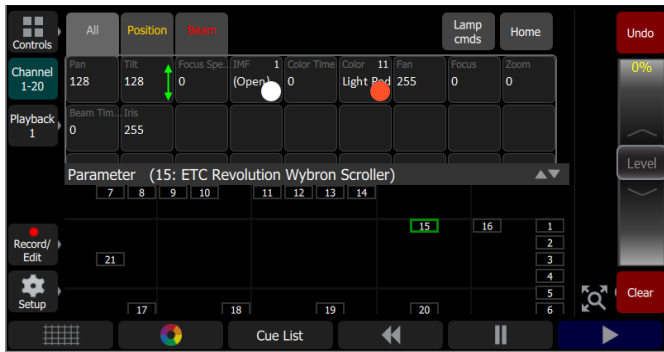 Controls
All
Position
Beam
Lamp cmds
Home
Undo
Channel
1-20
Pan
128
Tilt
128
Focus Spe...
0
IMF 1
(Open)
Color Time
0
Color 11
Light Red
Fan
255
Focus
0
Zoom
0
0%
Playback
1
Beam Tim...
0
Iris
255
Parameter (15: ETC Revolution Wybron Scroller)
Level
7 8 9 10 11 12 13 14
15 16 1
2
Record/
Edit
21 3
4
Setup
5
Clear
17 18 19 20 6
Cue List